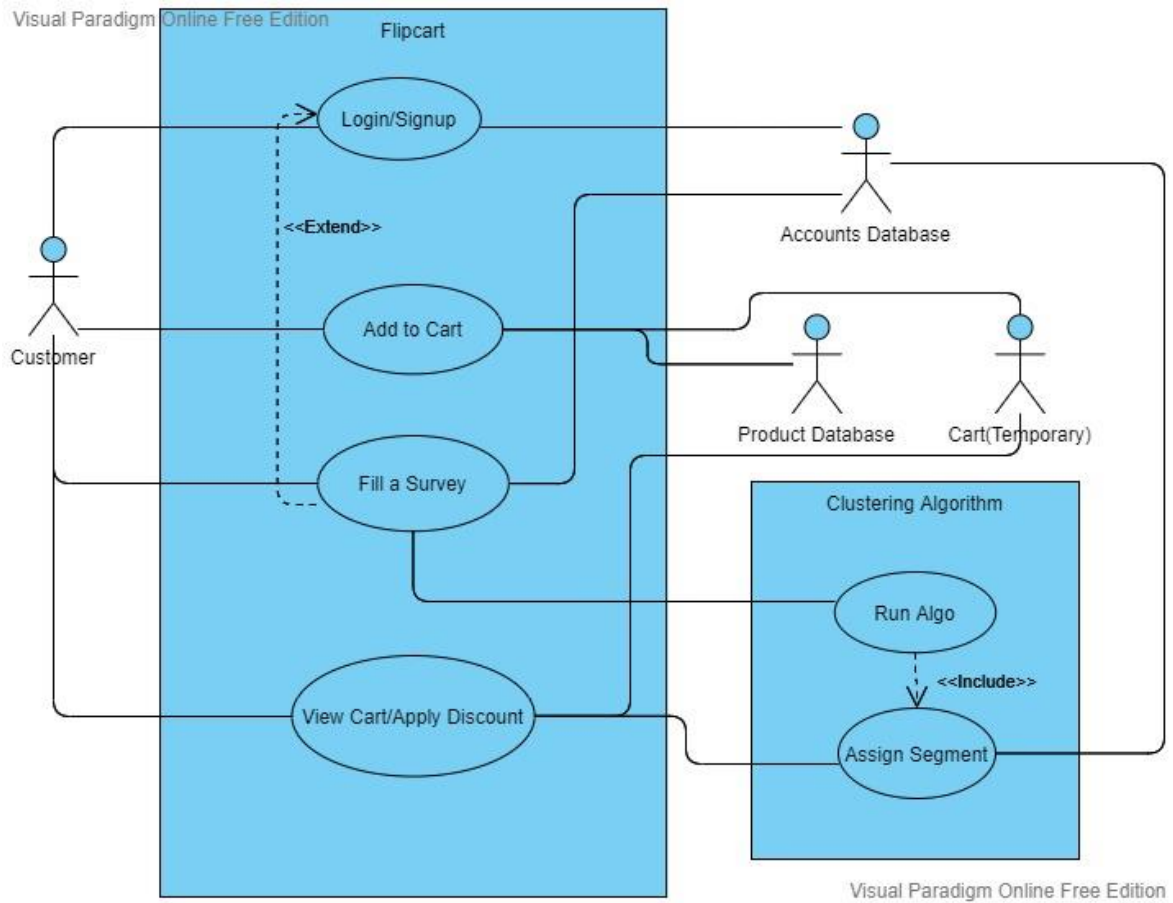 Visual Paradigm Online Free Edition
Flipcart
Login/Signup
<<Extend>>
Accounts Database
Add to Cart
Customer
Product Database
Cart(Temporary)
Fill a Survey
Clustering Algorithm
Run Algo
<<Include>>
View Cart/Apply Discount
Assign Segment
Visual Paradigm Online Free Edition